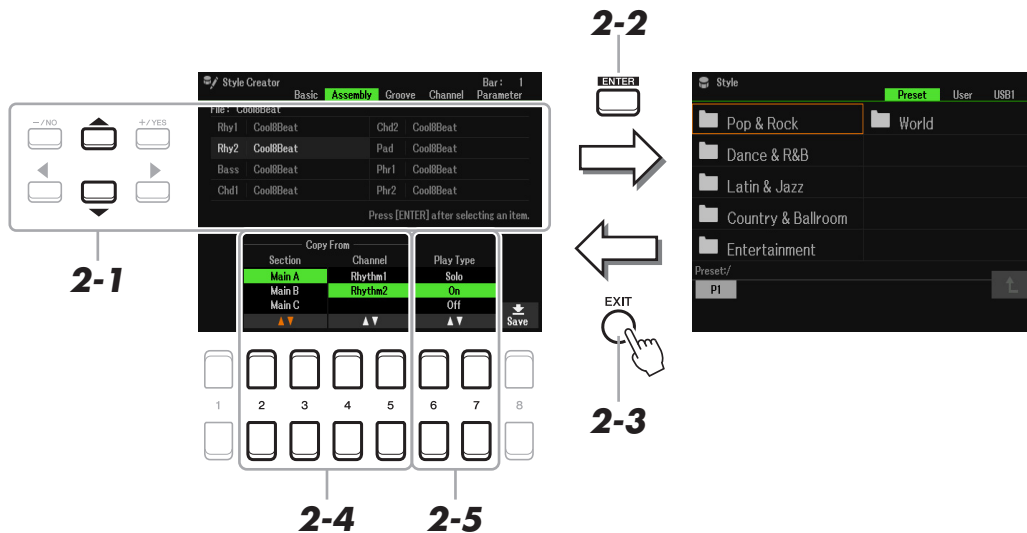 2-2
ENTER
Style Creator
Bar: 1
Basic Assembly Groove Channel Parameter
File: Cool8Beat
Rhy1 Cool8Beat Chd2 Cool8Beat
Rhy2 Cool8Beat Pad Cool8Beat
Bass Cool8Beat Phr1 Cool8Beat
Chd1 Cool8Beat Phr2 Cool8Beat
Press [ENTER] after selecting an item.
Copy From
Section Channel Play Type
Main A Rhythm1 Solo
Main B Rhythm2 On
Main C Off
Save
-/NO
+/YES
2-1
1 2 3 4 5 6 7 8
2-4
2-5
EXIT
2-3
Style
Preset User USB1
Pop & Rock World
Dance & R&B
Latin & Jazz
Country & Ballroom
Entertainment
Preset:/
P1